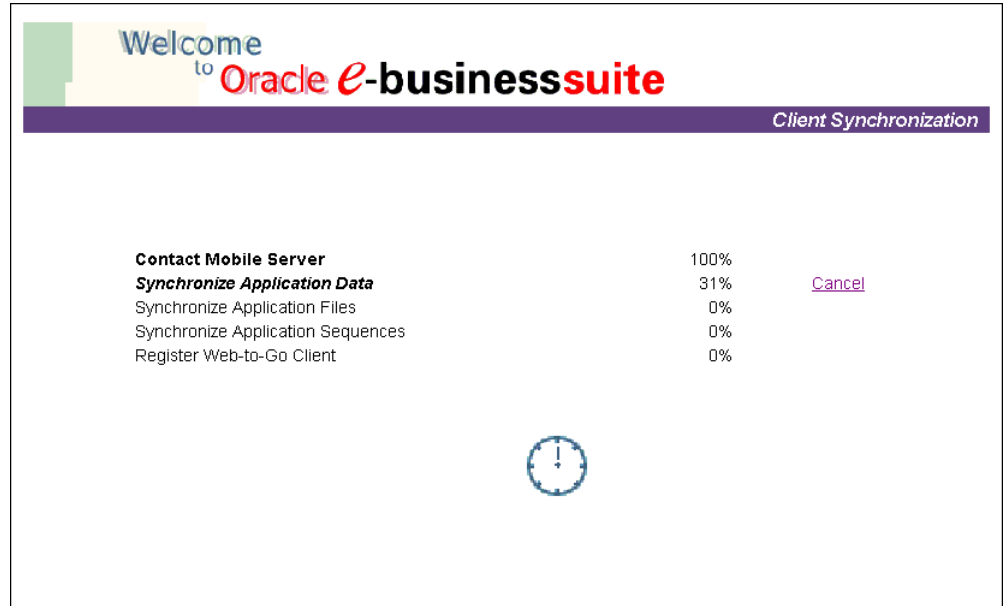 Welcome
to Oracle e-businesssuite
Client Synchronization
Contact Mobile Server 100%
Synchronize Application Data 31% Cancel
Synchronize Application Files 0%
Synchronize Application Sequences 0%
Register Web-to-Go Client 0%